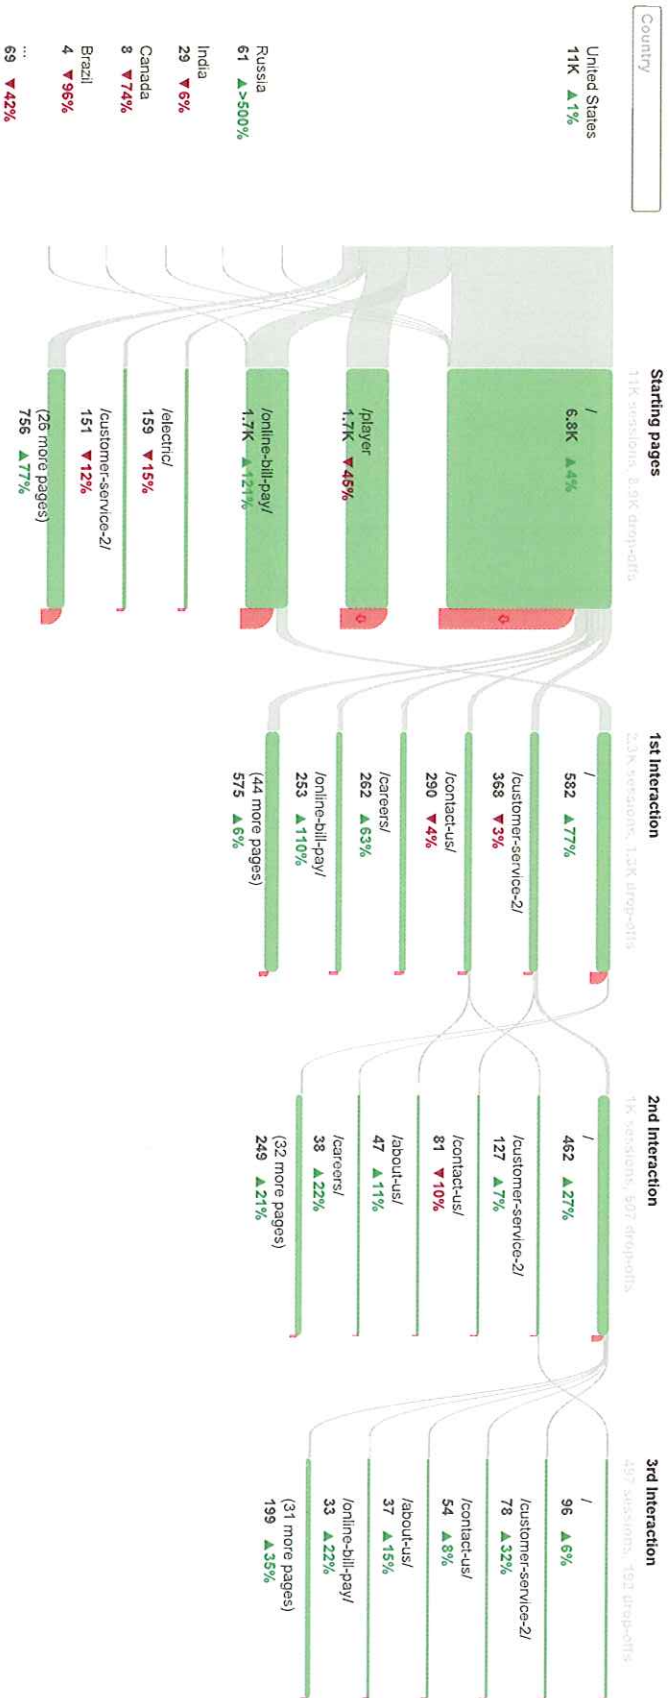 Country
United States
11K ▲1%
Russia
61 ▲>500%
India
29 ▼6%
Canada
8 ▼74%
Brazil
4 ▼96%
...
69 ▼42%
Starting pages
11K sessions, 8.9K drop-offs
/
6.8K ▲4%
/player
1.7K ▼45%
/online-bill-pay/
1.7K ▲121%
/electric/
159 ▼15%
/customer-service-2/
151 ▼12%
(26 more pages)
756 ▲77%
1st Interaction
2.3K sessions, 1.3K drop-offs
/
582 ▲77%
/customer-service-2/
368 ▼3%
/contact-us/
290 ▼4%
/careers/
262 ▲63%
/online-bill-pay/
253 ▲110%
(44 more pages)
575 ▲6%
2nd Interaction
1K sessions, 507 drop-offs
/
462 ▲27%
/customer-service-2/
127 ▲7%
/contact-us/
81 ▼10%
/about-us/
47 ▲11%
/careers/
38 ▲22%
(32 more pages)
249 ▲21%
3rd Interaction
497 sessions, 192 drop-offs
/
96 ▲6%
/customer-service-2/
78 ▲32%
/contact-us/
54 ▲8%
/about-us/
37 ▲15%
/online-bill-pay/
33 ▲22%
(31 more pages)
199 ▲35%